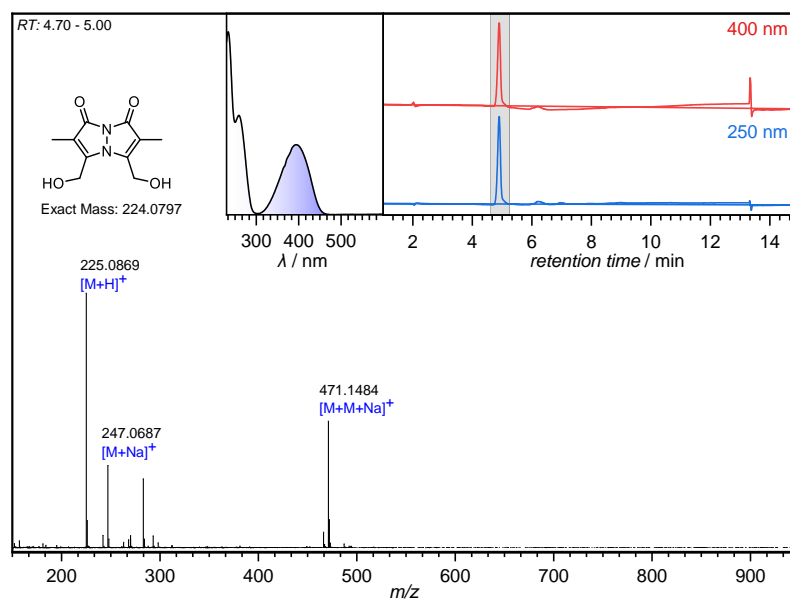 RT: 4.70 - 5.00
O O
N
N
HO HO
Exact Mass: 224.0797
300 400 500
λ / nm
400 nm
250 nm
2 4 6 8 10 12 14
retention time / min
225.0869
[M+H]+
247.0687
[M+Na]+
471.1484
[M+M+Na]+
200 300 400 500 600 700 800 900
m/z